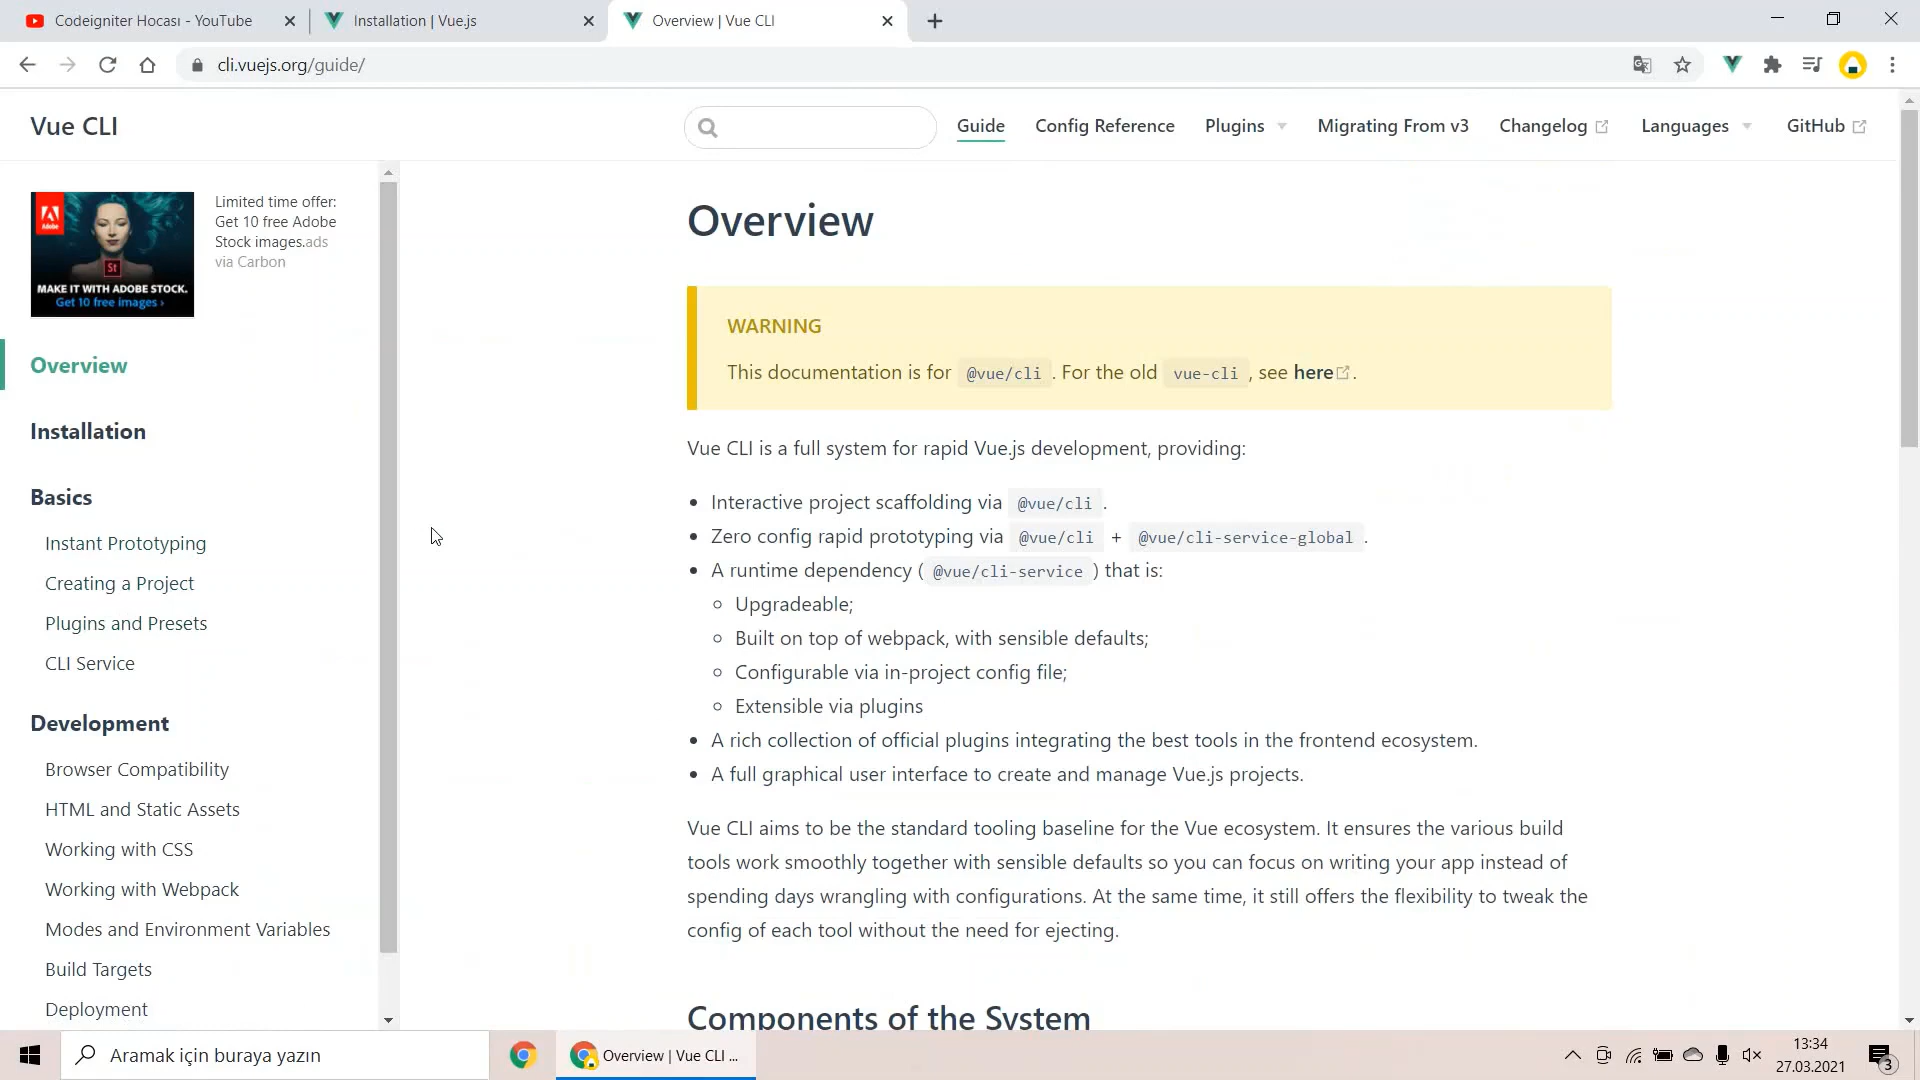 Codeigniter Hocası - YouTube
Installation | Vue.js
Overview | Vue CLI
cli.vuejs.org/guide/
Vue CLI
Guide
Config Reference
Plugins
Migrating From v3
Changelog
Languages
GitHub
Adobe
St
MAKE IT WITH ADOBE STOCK.
Get 10 free images ›
Limited time offer:
Get 10 free Adobe
Stock images.ads
via Carbon
Overview
Installation
Basics
Instant Prototyping
Creating a Project
Plugins and Presets
CLI Service
Development
Browser Compatibility
HTML and Static Assets
Working with CSS
Working with Webpack
Modes and Environment Variables
Build Targets
Deployment
Overview
WARNING
This documentation is for @vue/cli. For the old vue-cli, see here.
Vue CLI is a full system for rapid Vue.js development, providing:
• Interactive project scaffolding via @vue/cli.
• Zero config rapid prototyping via @vue/cli + @vue/cli-service-global.
• A runtime dependency (@vue/cli-service) that is:
◦ Upgradeable;
◦ Built on top of webpack, with sensible defaults;
◦ Configurable via in-project config file;
◦ Extensible via plugins
• A rich collection of official plugins integrating the best tools in the frontend ecosystem.
• A full graphical user interface to create and manage Vue.js projects.
Vue CLI aims to be the standard tooling baseline for the Vue ecosystem. It ensures the various build
tools work smoothly together with sensible defaults so you can focus on writing your app instead of
spending days wrangling with configurations. At the same time, it still offers the flexibility to tweak the
config of each tool without the need for ejecting.
Components of the System
Aramak için buraya yazın
Overview | Vue CLI ...
13:34
27.03.2021
3